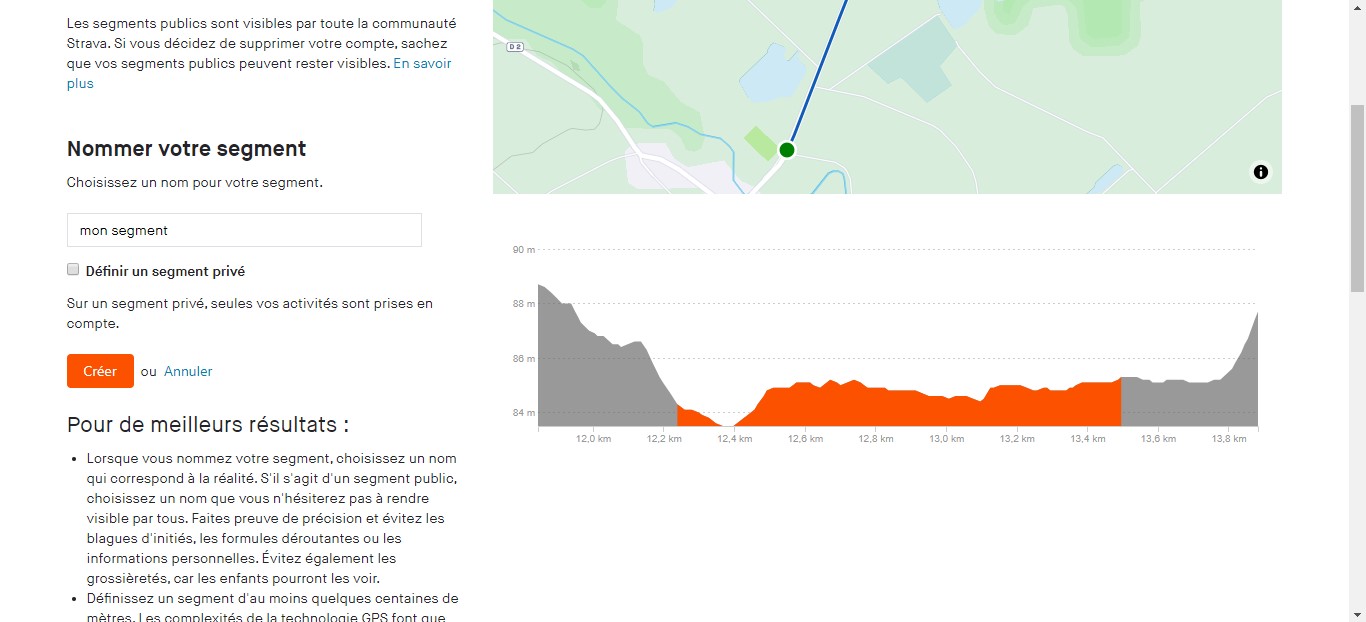 Les segments publics sont visibles par toute la communauté
Strava. Si vous décidez de supprimer votre compte, sachez
que vos segments publics peuvent rester visibles. En savoir
plus
Nommer votre segment
Choisissez un nom pour votre segment.
mon segment
Définir un segment privé
Sur un segment privé, seules vos activités sont prises en
compte.
Créer ou Annuler
Pour de meilleurs résultats :
• Lorsque vous nommez votre segment, choisissez un nom
qui correspond à la réalité. S'il s'agit d'un segment public,
choisissez un nom que vous n'hésiterez pas à rendre
visible par tous. Faites preuve de précision et évitez les
blagues d'initiés, les formules déroutantes ou les
informations personnelles. Évitez également les
grossièretés, car les enfants pourront les voir.
• Définissez un segment d'au moins quelques centaines de
mètres. Les complexités de la technologie GPS font que
D 2
90 m
88 m
86 m
84 m
12,0 km 12,2 km 12,4 km 12,6 km 12,8 km 13,0 km 13,2 km 13,4 km 13,6 km 13,8 km